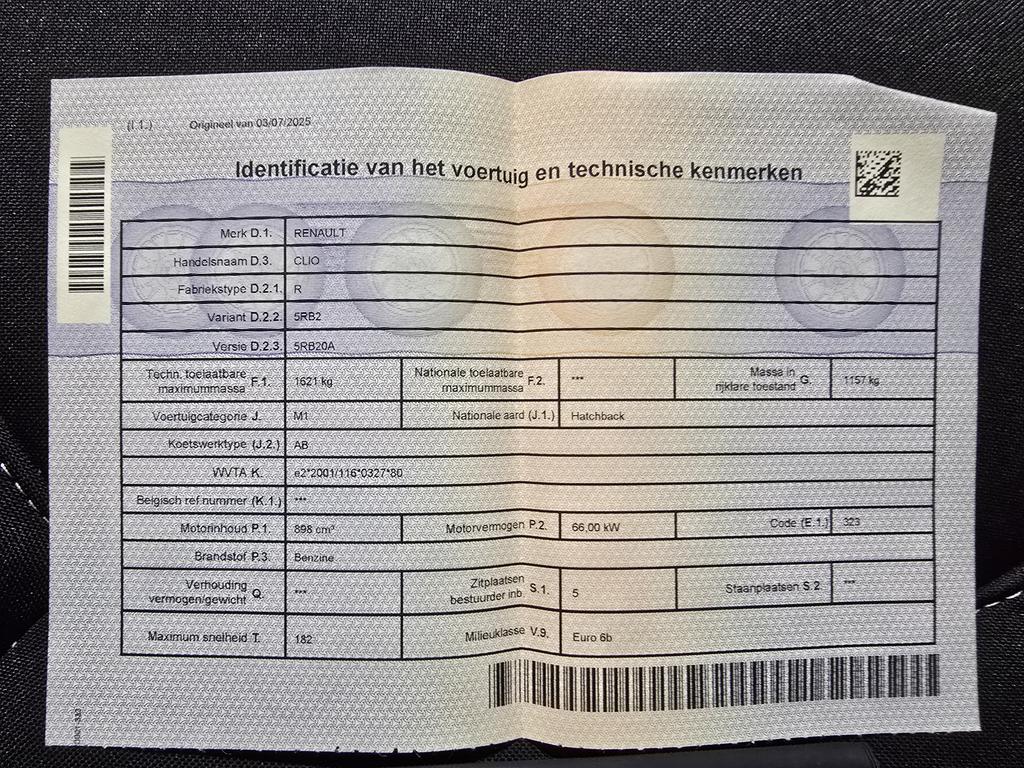 (I.1.) Origineel van 03/07/2025
Identificatie van het voertuig en technische kenmerken
Merk D.1. RENAULT
Handelsnaam D.3. CLIO
Fabriekstype D.2.1. R
Variant D.2.2. 5RB2
Versie D.2.3. 5RB20A
Techn. toelaatbare maximummassa F.1. 1621 kg Nationale toelaatbare maximummassa F.2. *** Massa in rijklare toestand G. 1157 kg
Voertuigcategorie J. M1 Nationale aard (J.1.) Hatchback
Koetswerktype (J.2.) AB
WVTA K. e2*2001/116*0327*80
Belgisch ref nummer (K.1.) ***
Motorinhoud P.1. 898 cm³ Motorvermogen P.2. 66,00 kW Code (E.1.) 323
Brandstof P.3. Benzine
Verhouding vermogen/gewicht Q. *** Zitplaatsen bestuurder inb. S.1. 5 Staanplaatsen S.2. ***
Maximum snelheid T. 182 Milieuklasse V.9. Euro 6b